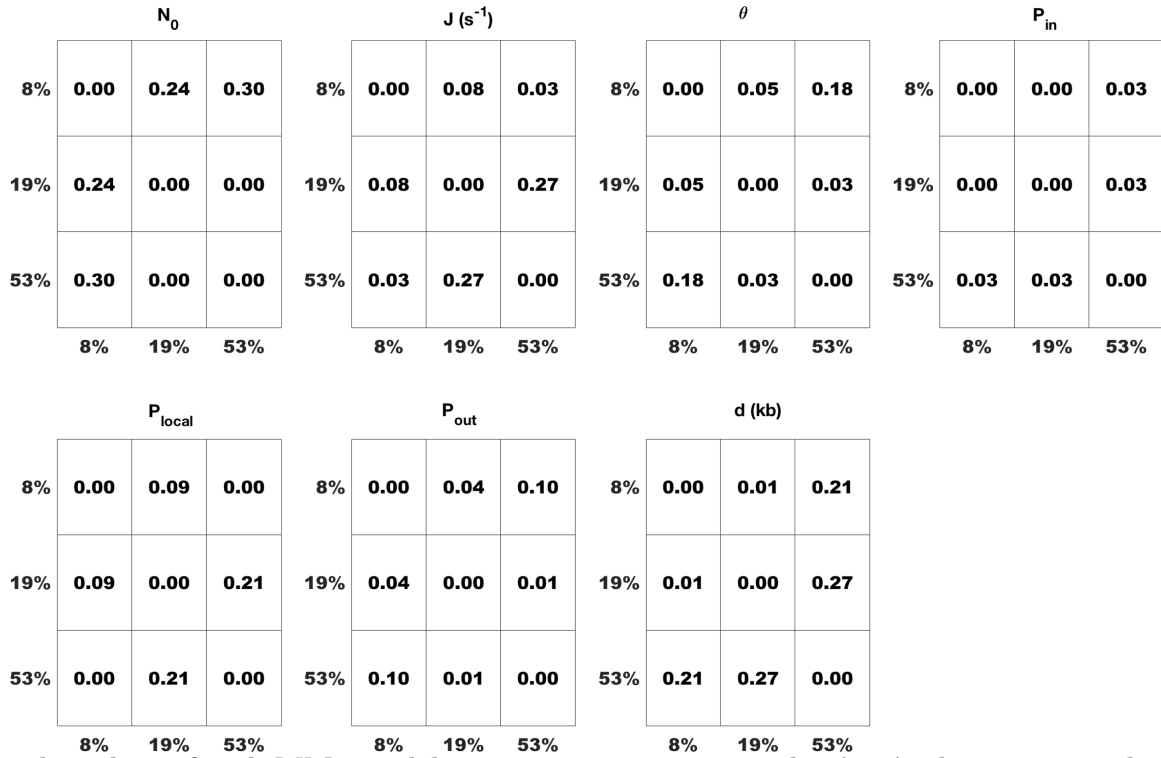 N0 J (s-1) θ Pin
8% 0.00 0.24 0.30 8% 0.00 0.08 0.03 8% 0.00 0.05 0.18 8% 0.00 0.00 0.03
19% 0.24 0.00 0.00 19% 0.08 0.00 0.27 19% 0.05 0.00 0.03 19% 0.00 0.00 0.03
53% 0.30 0.00 0.00 53% 0.03 0.27 0.00 53% 0.18 0.03 0.00 53% 0.03 0.03 0.00
8% 19% 53% 8% 19% 53% 8% 19% 53% 8% 19% 53%
Plocal Pout d (kb)
8% 0.00 0.09 0.00 8% 0.00 0.04 0.10 8% 0.00 0.01 0.21
19% 0.09 0.00 0.21 19% 0.04 0.00 0.01 19% 0.01 0.00 0.27
53% 0.00 0.21 0.00 53% 0.10 0.01 0.00 53% 0.21 0.27 0.00
8% 19% 53% 8% 19% 53% 8% 19% 53%